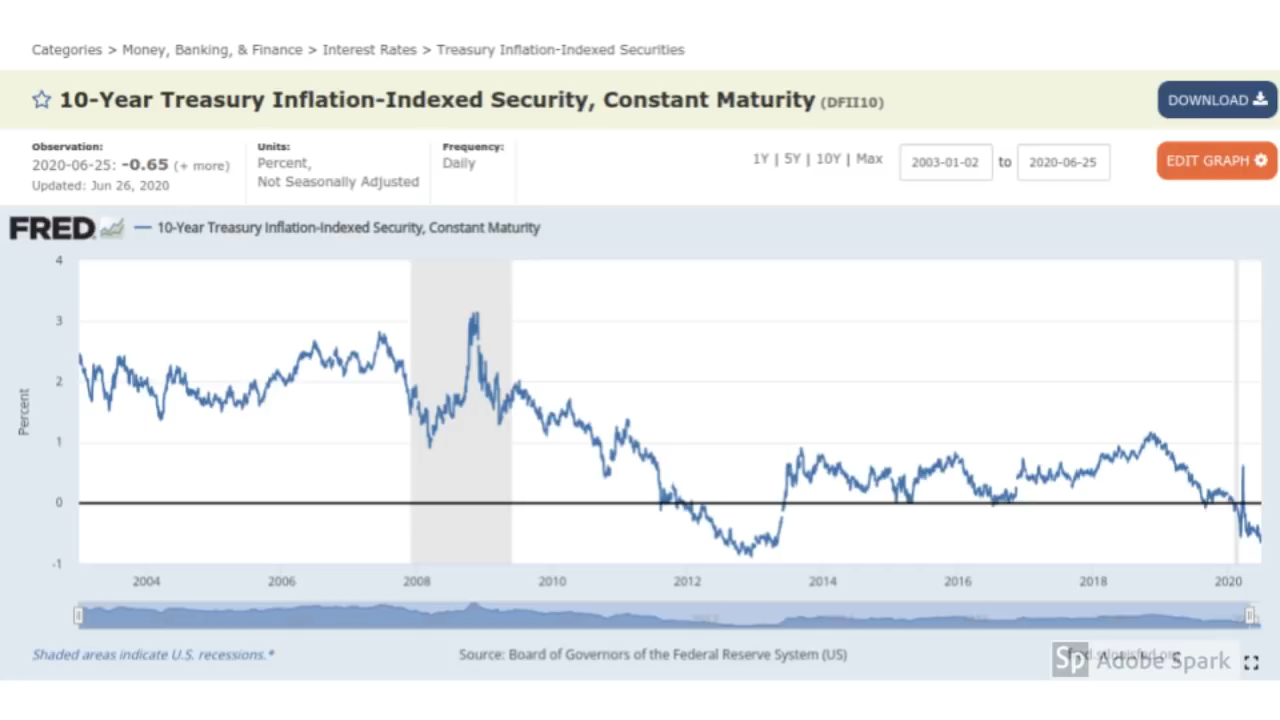 Categories > Money, Banking, & Finance > Interest Rates > Treasury Inflation-Indexed Securities
10-Year Treasury Inflation-Indexed Security, Constant Maturity (DFII10)
DOWNLOAD
Observation:
2020-06-25: -0.65 (+ more)
Updated: Jun 26, 2020
Units:
Percent,
Not Seasonally Adjusted
Frequency:
Daily
1Y | 5Y | 10Y | Max
2003-01-02 to 2020-06-25
EDIT GRAPH
FRED
10-Year Treasury Inflation-Indexed Security, Constant Maturity
Percent
4
3
2
1
0
-1
2004 2006 2008 2010 2012 2014 2016 2018 2020
Shaded areas indicate U.S. recessions.*
Source: Board of Governors of the Federal Reserve System (US)
Sp Adobe Spark